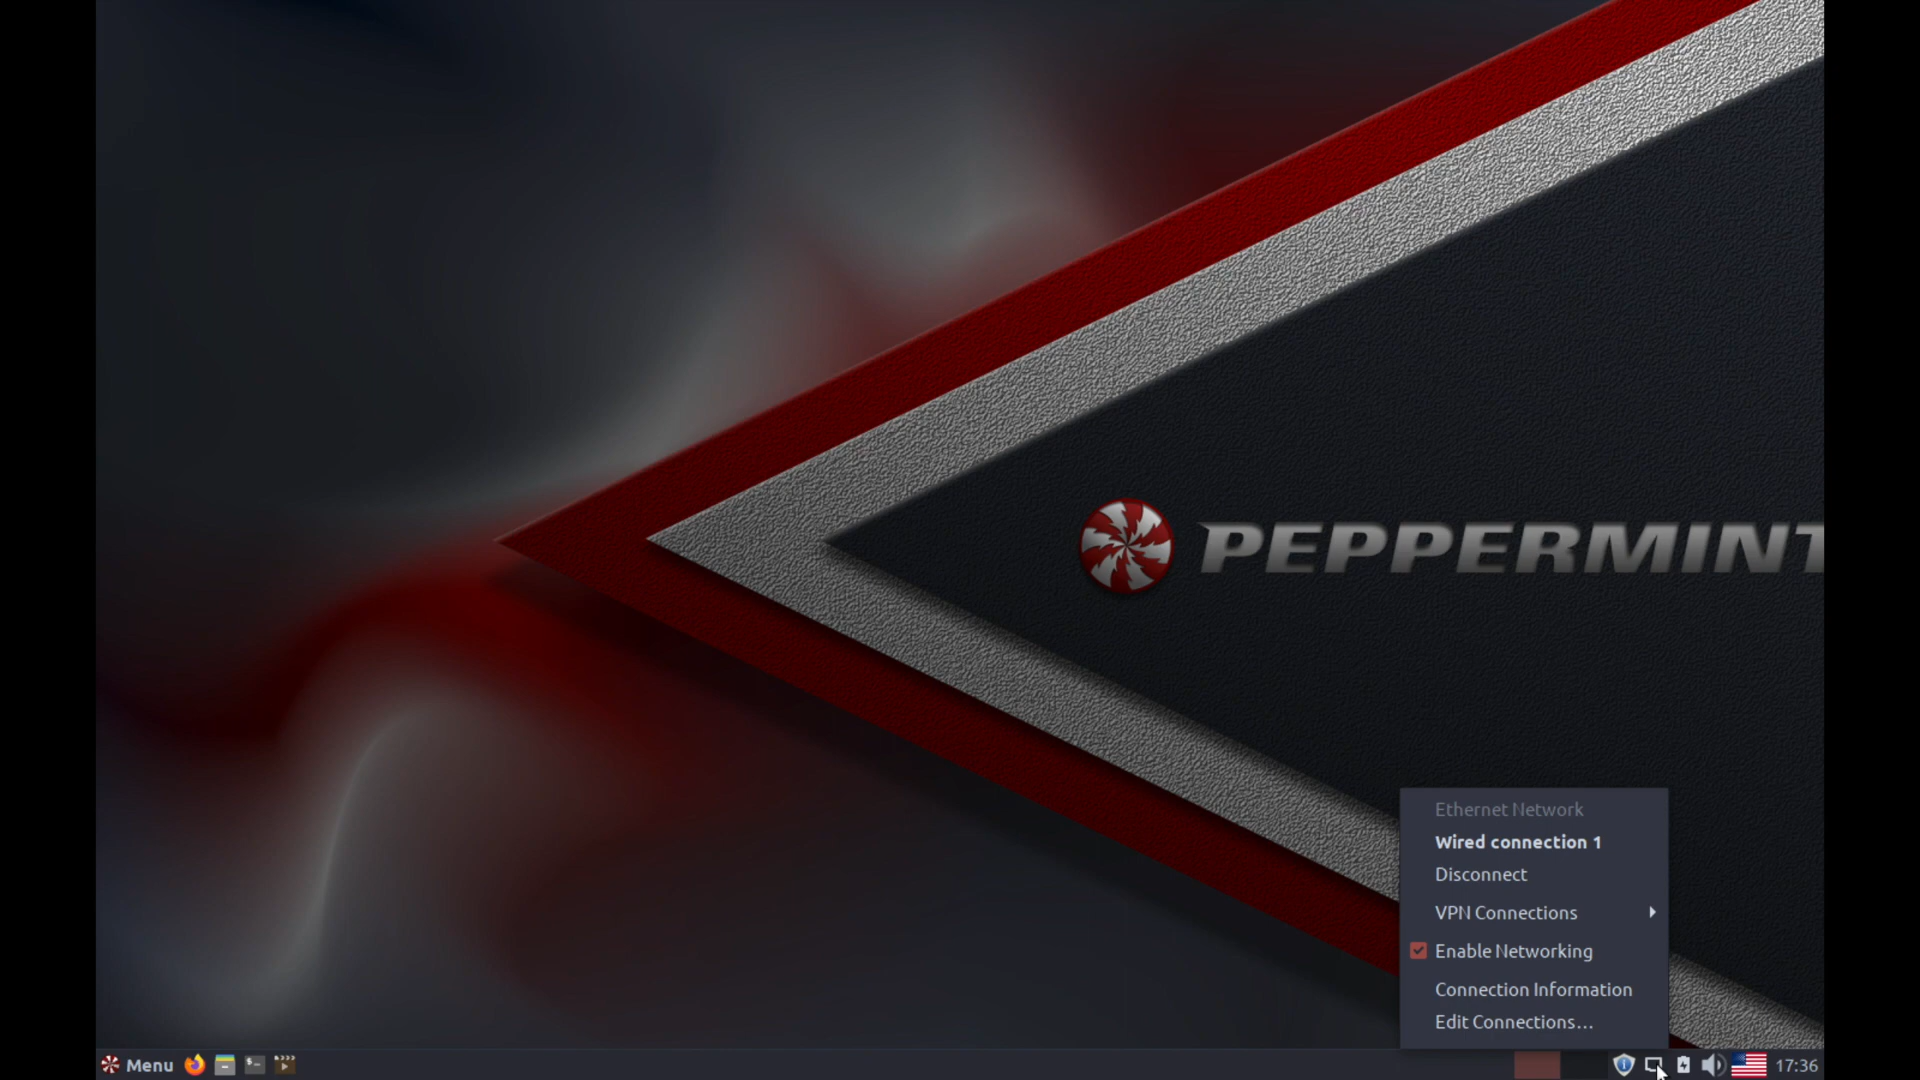 PEPPERMINT
Ethernet Network
Wired connection 1
Disconnect
VPN Connections
Enable Networking
Connection Information
Edit Connections...
Menu
17:36